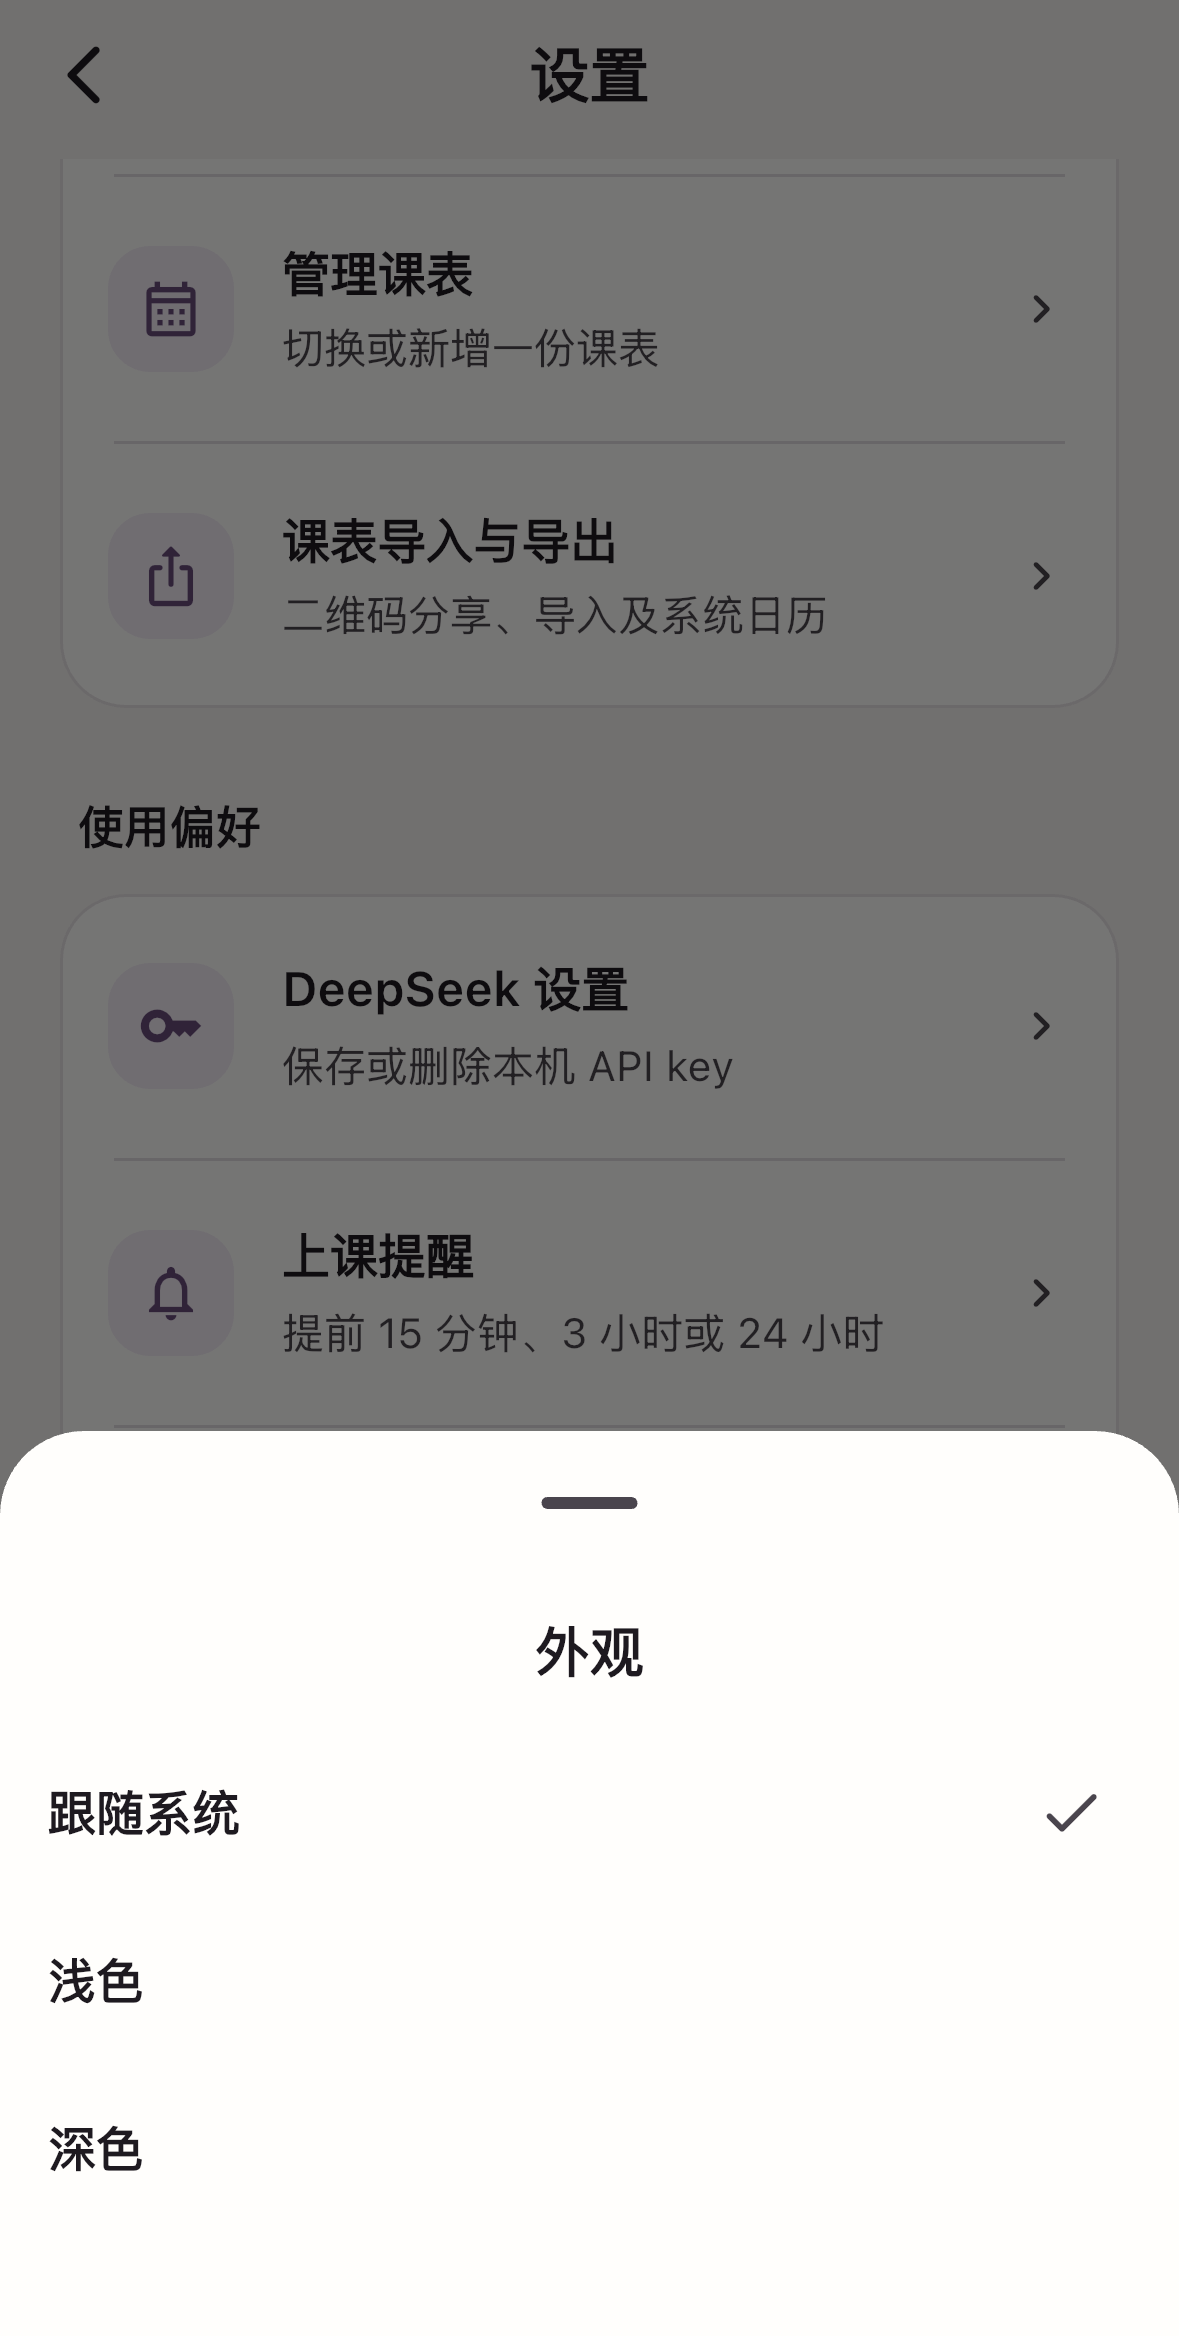 设置
管理课表
切换或新增一份课表
课表导入与导出
二维码分享、导入及系统日历
使用偏好
DeepSeek 设置
保存或删除本机 API key
上课提醒
提前 15 分钟、3 小时或 24 小时
外观
跟随系统
浅色
深色